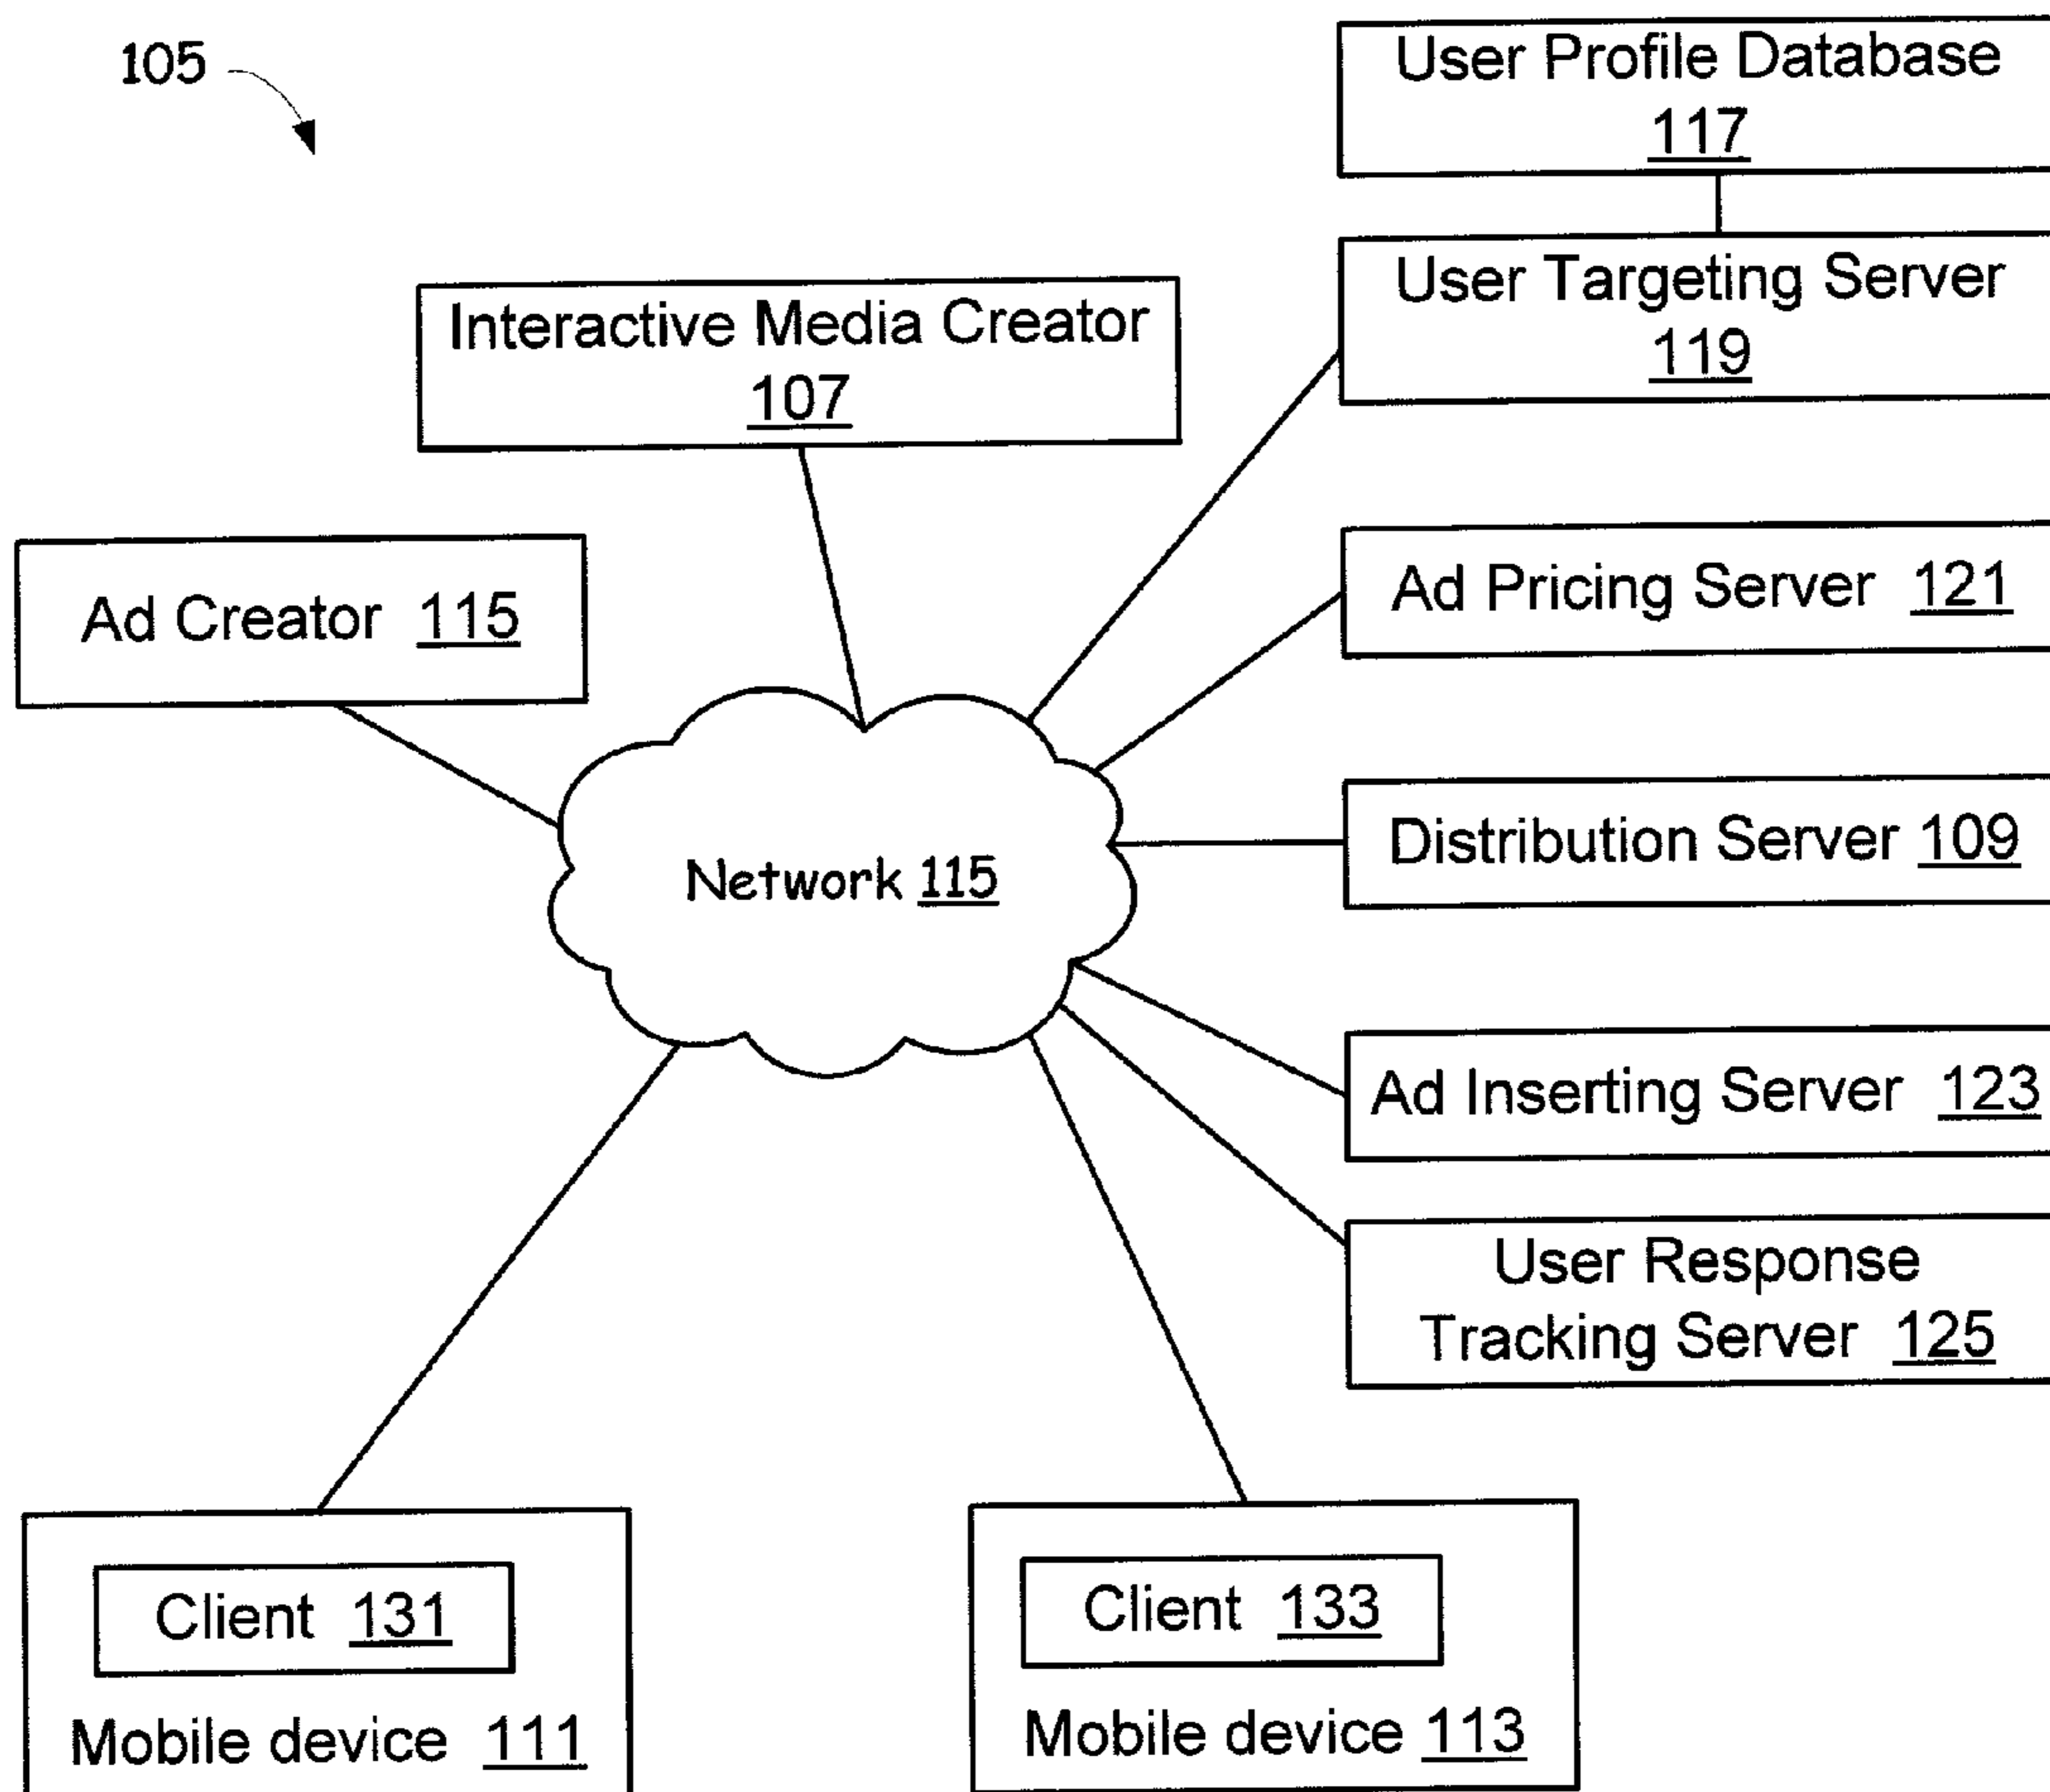 105
User Profile Database
117
User Targeting Server
119
Interactive Media Creator
107
Ad Creator 115
Ad Pricing Server 121
Distribution Server 109
Network 115
Ad Inserting Server 123
User Response
Tracking Server 125
Client 131
Mobile device 111
Client 133
Mobile device 113